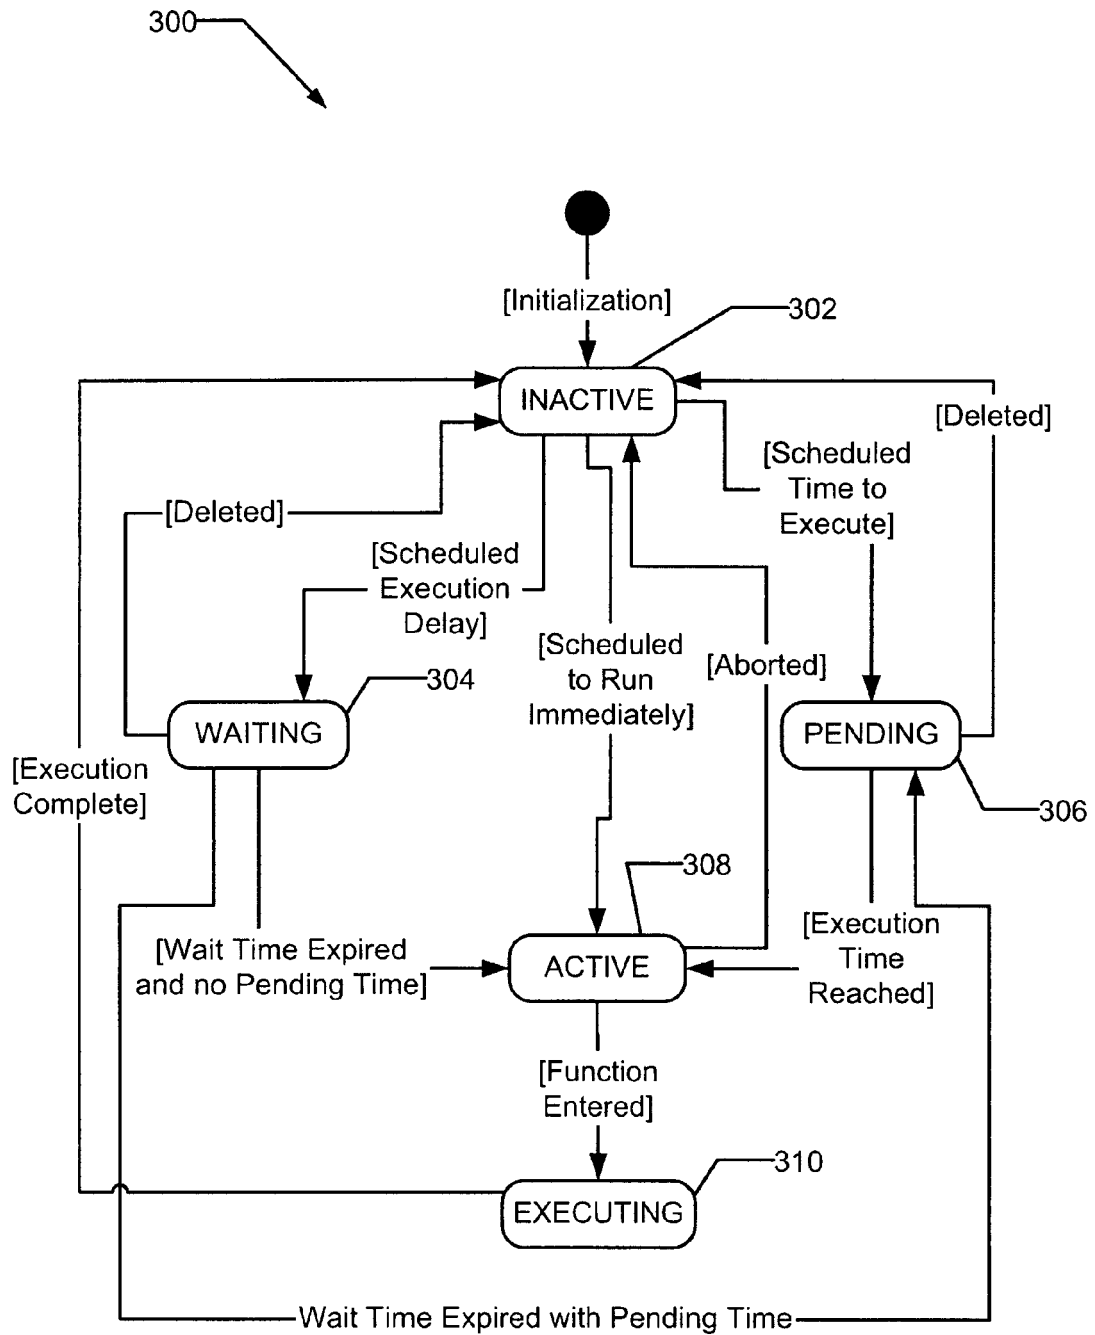 300
[Initialization]
302
INACTIVE
[Deleted]
[Scheduled
Time to
Execute]
[Deleted]
[Scheduled
Execution
Delay]
[Scheduled
to Run
Immediately]
[Aborted]
304
WAITING
PENDING
[Execution
Complete]
306
308
[Wait Time Expired
and no Pending Time]
ACTIVE
[Execution
Time
Reached]
[Function
Entered]
310
EXECUTING
Wait Time Expired with Pending Time